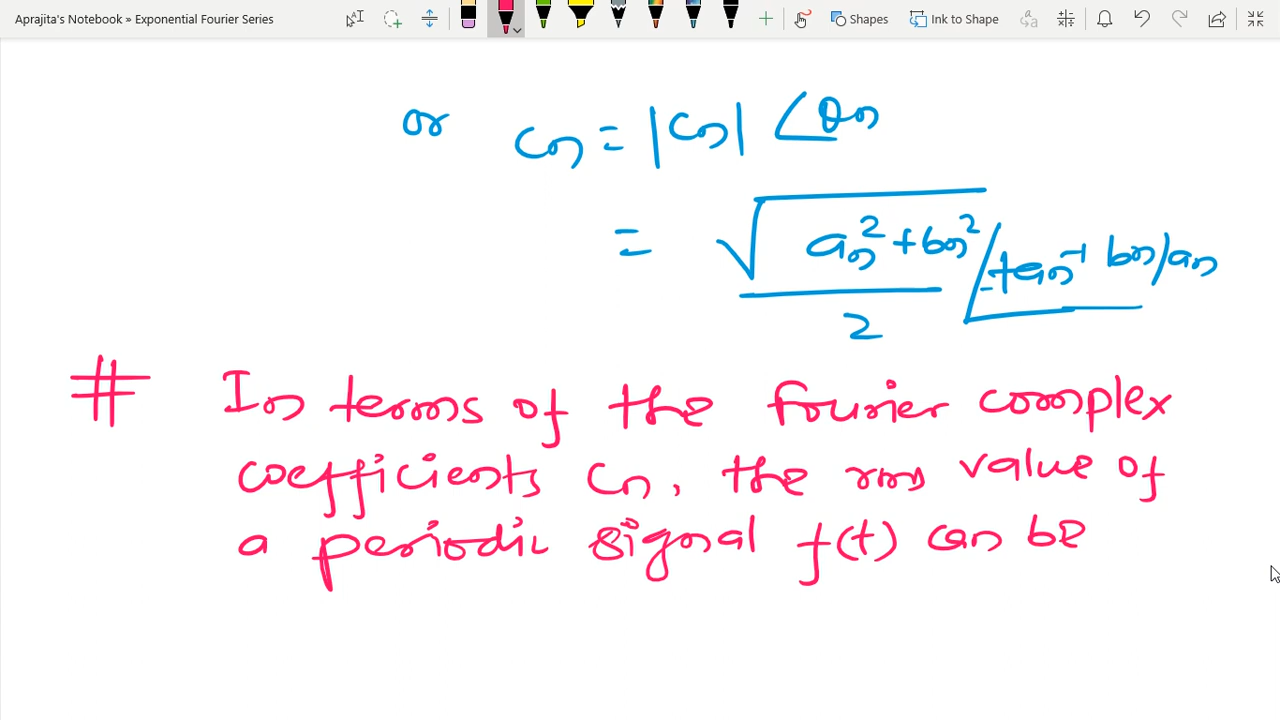 Aprajita's Notebook » Exponential Fourier Series
Shapes
Ink to Shape
or Cn = |Cn| ∠θn
= √an² + bn² / 2 ∠-tan⁻¹ bn/an
# In terms of the fourier complex
coefficients Cn, the rms value of
a periodic signal f(t) can be